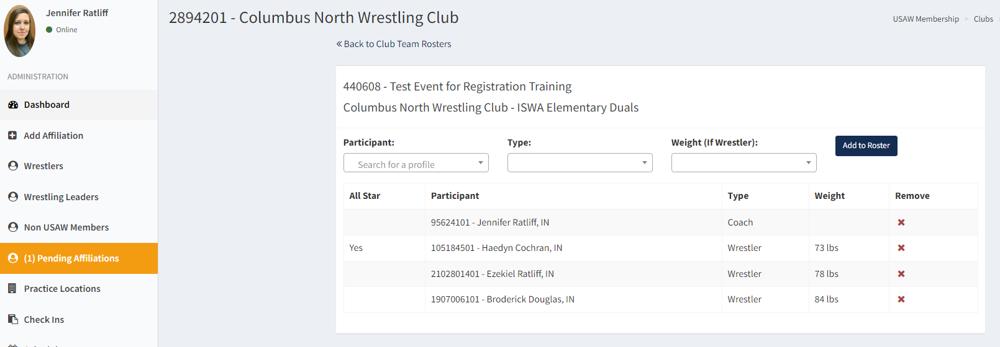 Jennifer Ratliff
Online
ADMINISTRATION
Dashboard
Add Affiliation
Wrestlers
Wrestling Leaders
Non USAW Members
(1) Pending Affiliations
Practice Locations
Check Ins
2894201 - Columbus North Wrestling Club
USAW Membership > Clubs >
« Back to Club Team Rosters
440608 - Test Event for Registration Training
Columbus North Wrestling Club - ISWA Elementary Duals
Participant: Type: Weight (If Wrestler): Add to Roster
Search for a profile
All Star Participant Type Weight Remove
95624101 - Jennifer Ratliff, IN Coach
Yes 105184501 - Haedyn Cochran, IN Wrestler 73 lbs
2102801401 - Ezekiel Ratliff, IN Wrestler 78 lbs
1907006101 - Broderick Douglas, IN Wrestler 84 lbs